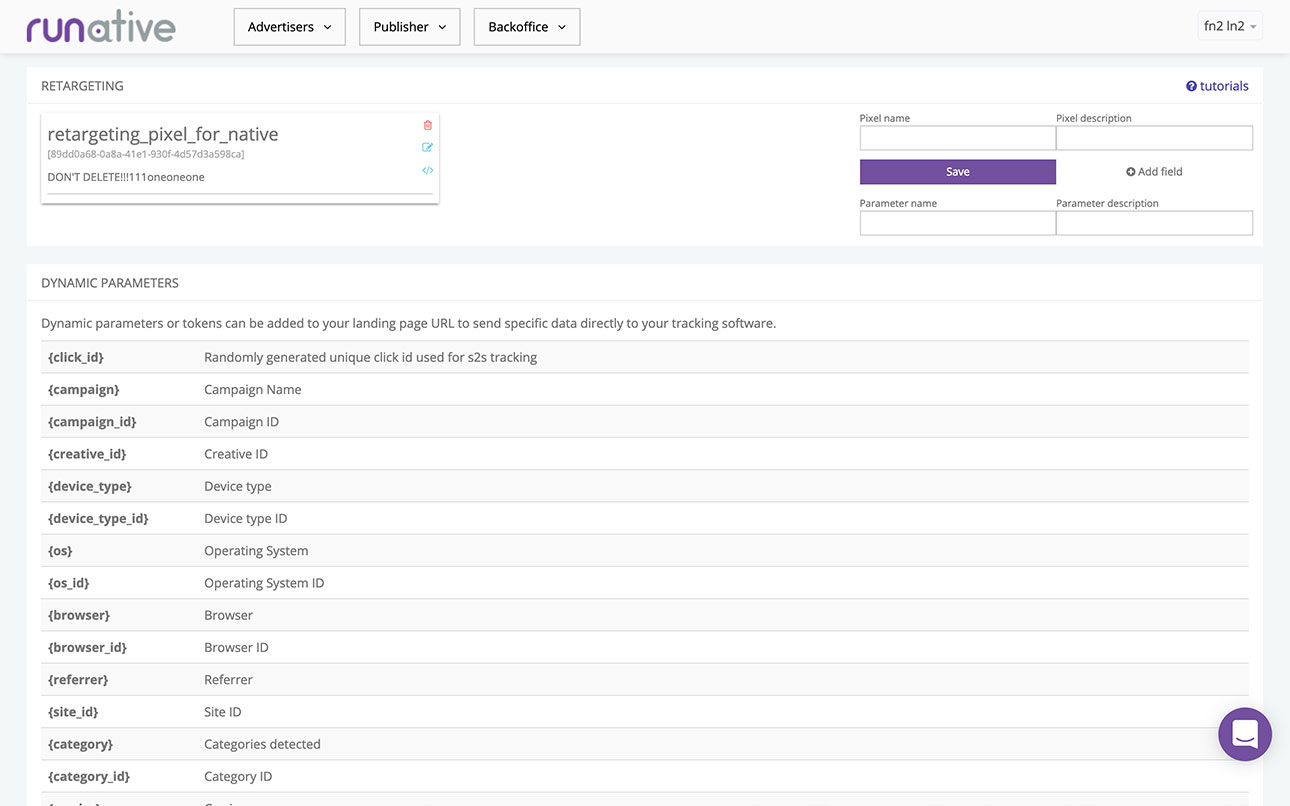 runative
Advertisers
Publisher
Backoffice
fn2 ln2
RETARGETING
tutorials
retargeting_pixel_for_native
[89dd0a68-0a8a-41e1-930f-4d57d3a598ca]
DON'T DELETE!!!111oneoneone
Pixel name
Pixel description
Save
Add field
Parameter name
Parameter description
DYNAMIC PARAMETERS
Dynamic parameters or tokens can be added to your landing page URL to send specific data directly to your tracking software.
{click_id} Randomly generated unique click id used for s2s tracking
{campaign} Campaign Name
{campaign_id} Campaign ID
{creative_id} Creative ID
{device_type} Device type
{device_type_id} Device type ID
{os} Operating System
{os_id} Operating System ID
{browser} Browser
{browser_id} Browser ID
{referrer} Referrer
{site_id} Site ID
{category} Categories detected
{category_id} Category ID